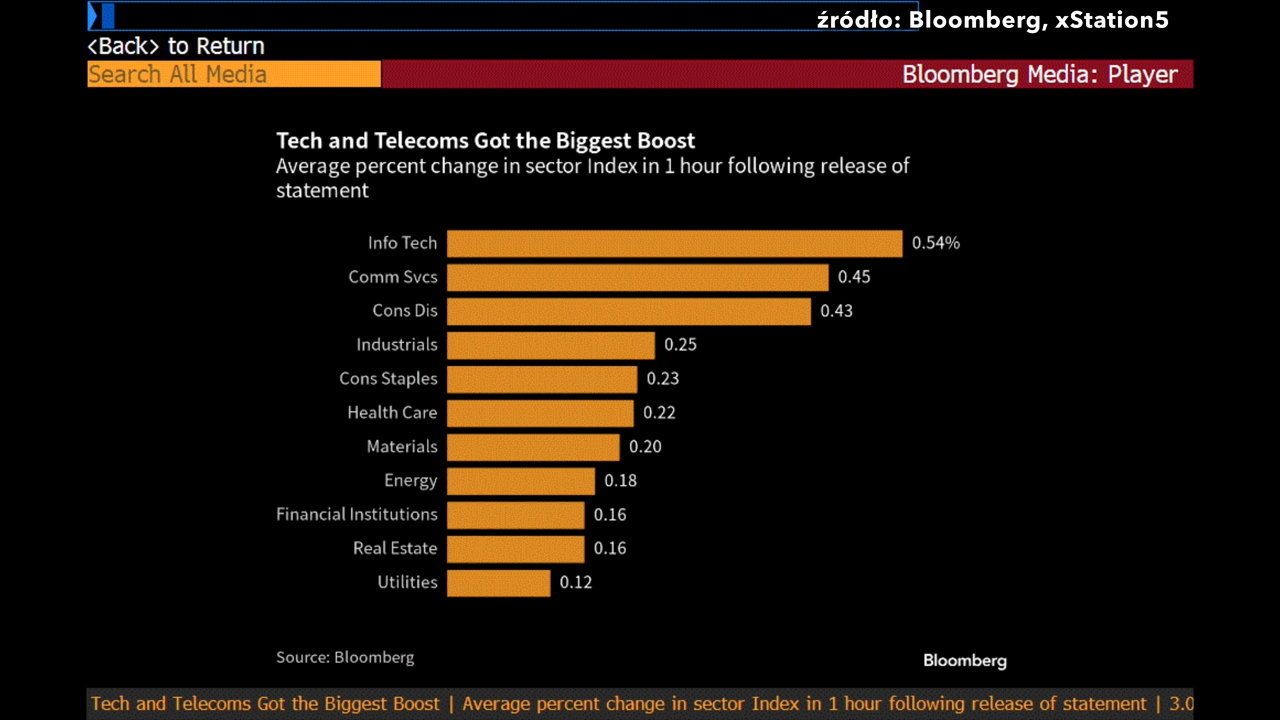 źródło: Bloomberg, xStation5
<Back> to Return
Search All Media
Bloomberg Media: Player
Tech and Telecoms Got the Biggest Boost
Average percent change in sector Index in 1 hour following release of
statement
Info Tech 0.54%
Comm Svcs 0.45
Cons Dis 0.43
Industrials 0.25
Cons Staples 0.23
Health Care 0.22
Materials 0.20
Energy 0.18
Financial Institutions 0.16
Real Estate 0.16
Utilities 0.12
Source: Bloomberg
Bloomberg
Tech and Telecoms Got the Biggest Boost | Average percent change in sector Index in 1 hour following release of statement | 3.0